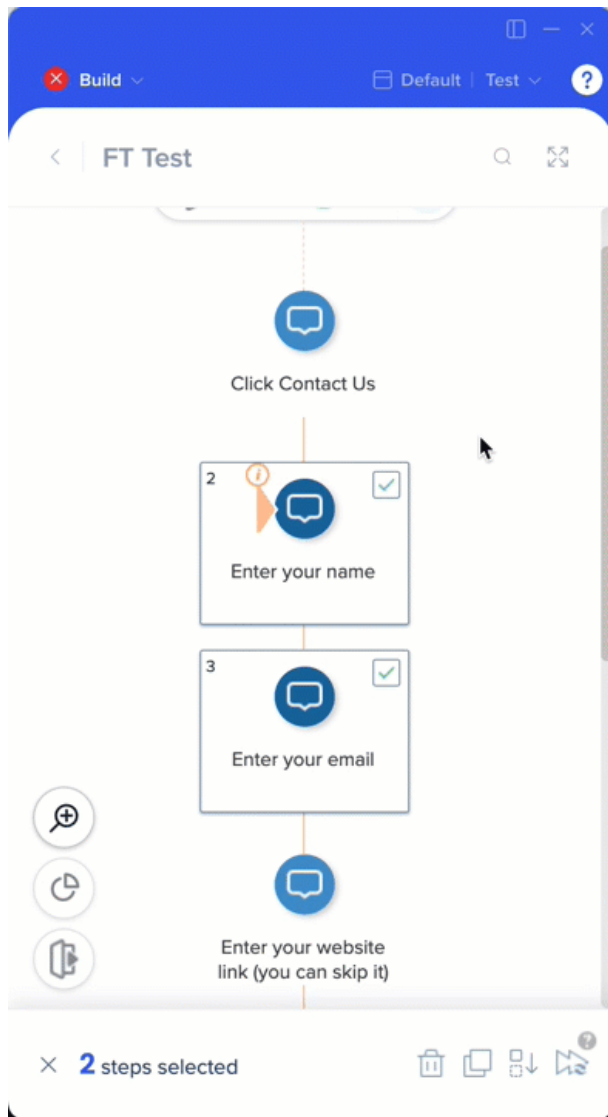 Build
Default | Test
?
FT Test
Click Contact Us
2
i
Enter your name
3
Enter your email
Enter your website
link (you can skip it)
?
2 steps selected